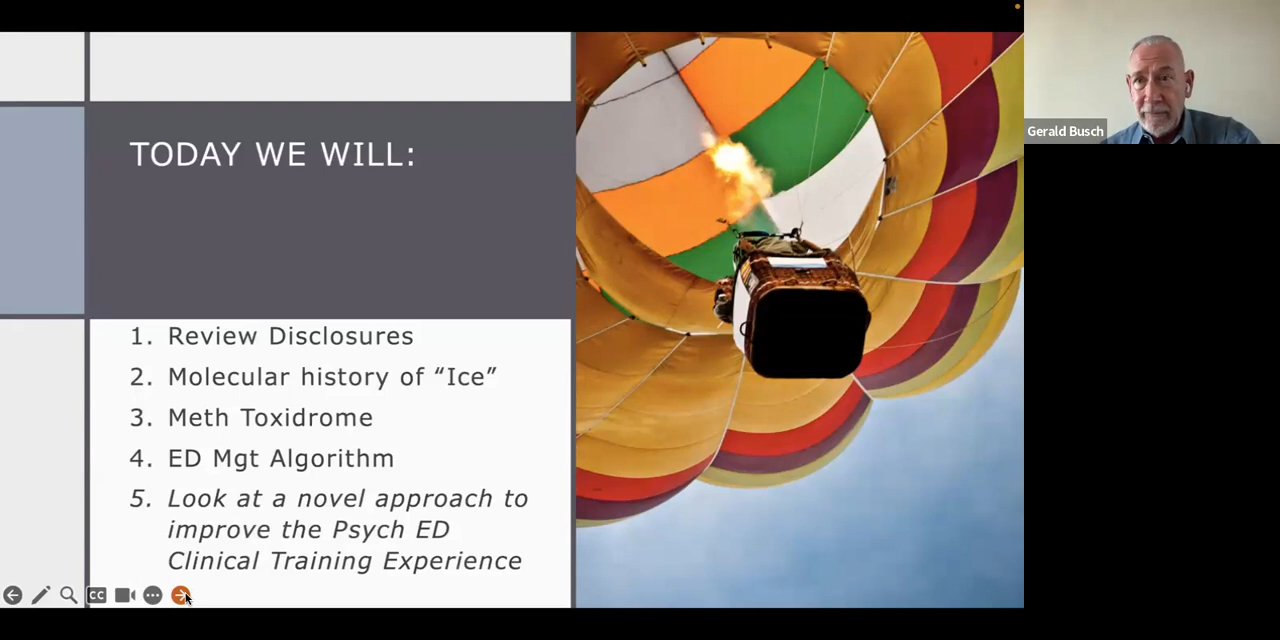 TODAY WE WILL:
1. Review Disclosures
2. Molecular history of “Ice”
3. Meth Toxidrome
4. ED Mgt Algorithm
5. Look at a novel approach to
improve the Psych ED
Clinical Training Experience
CC
Gerald Busch